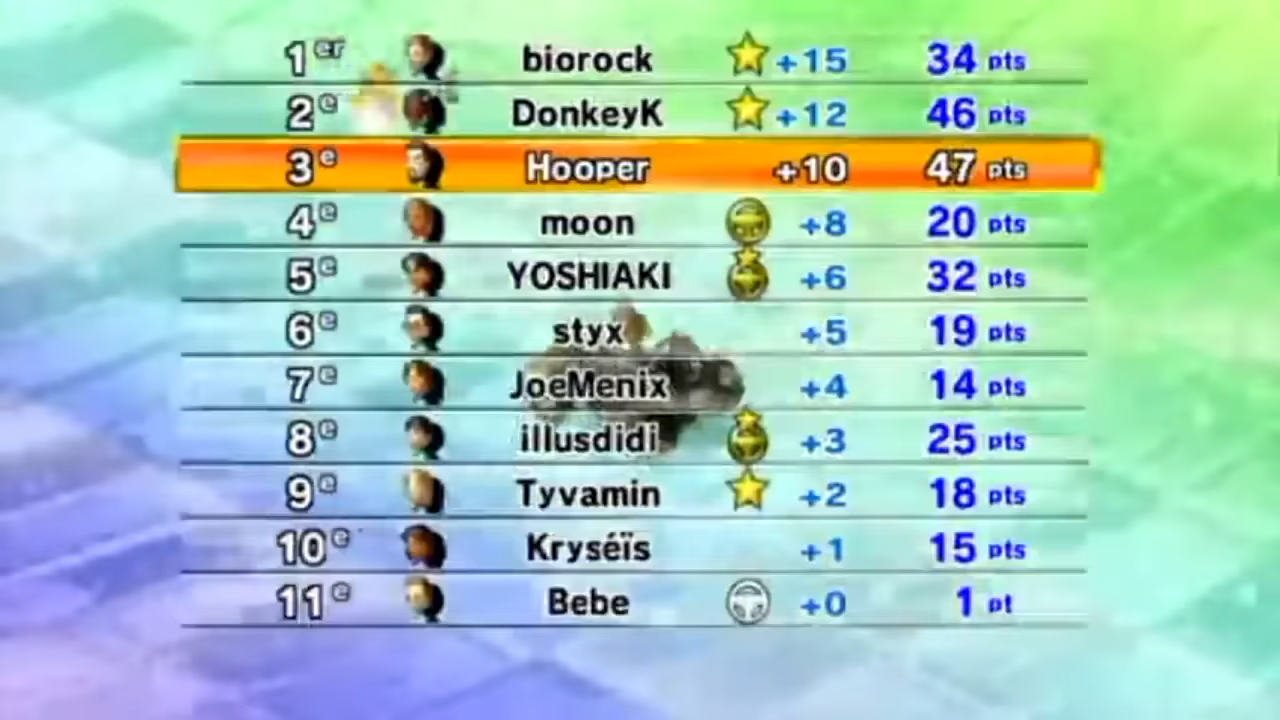 1er biorock +15 34 pts
2e DonkeyK +12 46 pts
3e Hooper +10 47 pts
4e moon +8 20 pts
5e YOSHIAKI +6 32 pts
6e styx +5 19 pts
7e JoeMenix +4 14 pts
8e illusdidi +3 25 pts
9e Tyvamin +2 18 pts
10e Kryséïs +1 15 pts
11e Bebe +0 1 pt